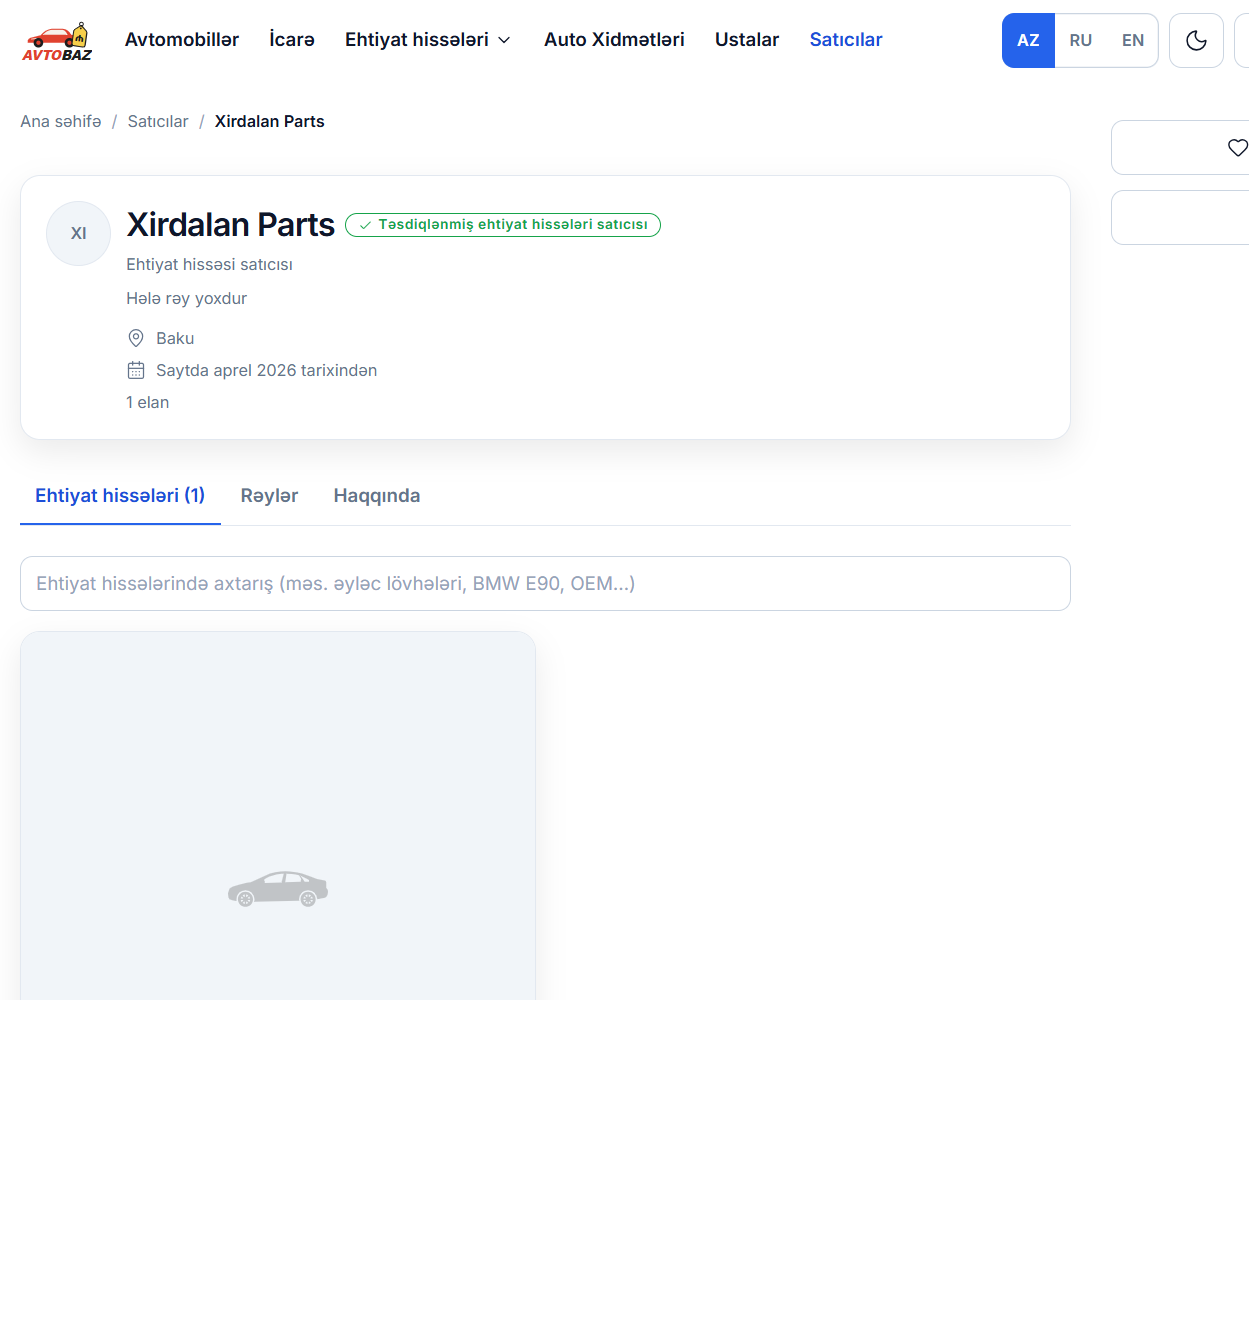 AVTOBAZ
Avtomobillər
İcarə
Ehtiyat hissələri
Auto Xidmətləri
Ustalar
Satıcılar
AZ
RU
EN
Ana səhifə / Satıcılar / Xirdalan Parts
XI
Xirdalan Parts
Təsdiqlənmiş ehtiyat hissələri satıcısı
Ehtiyat hissəsi satıcısı
Hələ rəy yoxdur
Baku
Saytda aprel 2026 tarixindən
1 elan
Ehtiyat hissələri (1)
Rəylər
Haqqında
Ehtiyat hissələrində axtarış (məs. əyləc lövhələri, BMW E90, OEM...)